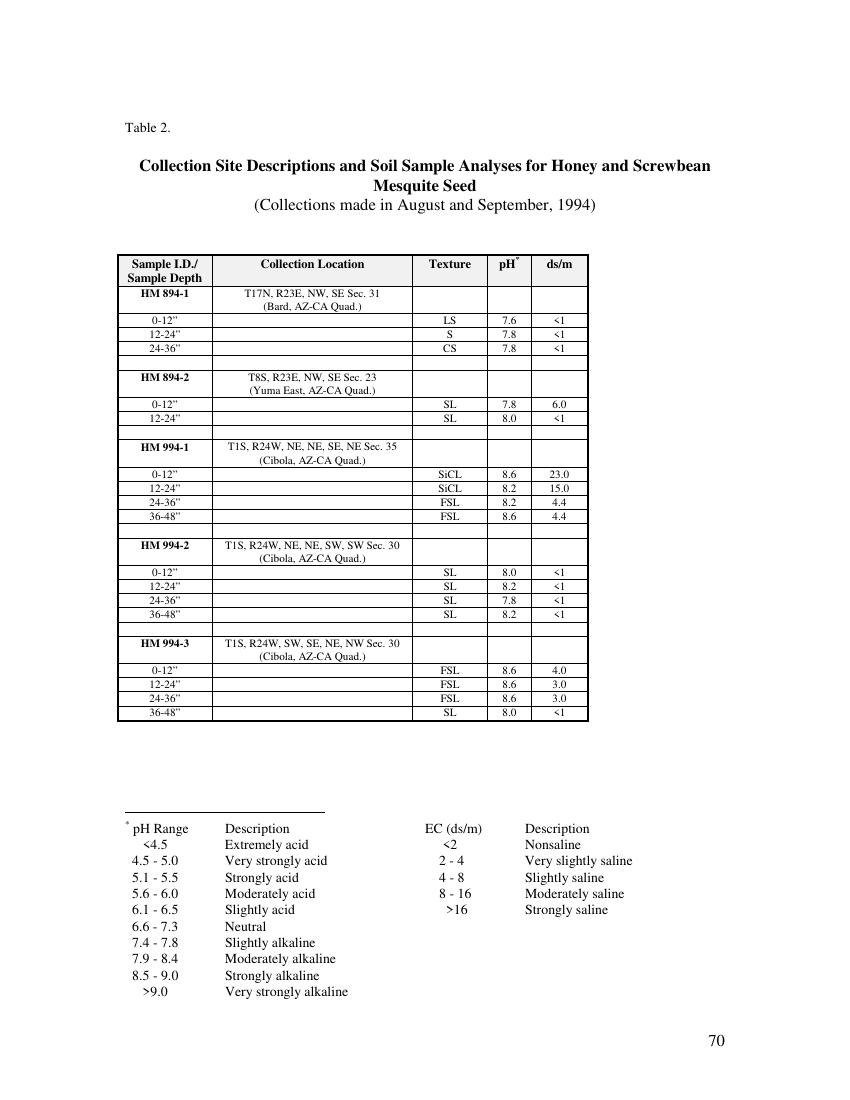 Table 2.
Collection Site Descriptions and Soil Sample Analyses for Honey and Screwbean
Mesquite Seed
(Collections made in August and September, 1994)
Sample I.D./ Collection Location Texture pH* ds/m
Sample Depth
HM 894-1 T17N, R23E, NW, SE Sec. 31
(Bard, AZ-CA Quad.)
0-12” LS 7.6 <1
12-24” S 7.8 <1
24-36” CS 7.8 <1
HM 894-2 T8S, R23E, NW, SE Sec. 23
(Yuma East, AZ-CA Quad.)
0-12” SL 7.8 6.0
12-24” SL 8.0 <1
HM 994-1 T1S, R24W, NE, NE, SE, NE Sec. 35
(Cibola, AZ-CA Quad.)
0-12” SiCL 8.6 23.0
12-24” SiCL 8.2 15.0
24-36” FSL 8.2 4.4
36-48” FSL 8.6 4.4
HM 994-2 T1S, R24W, NE, NE, SW, SW Sec. 30
(Cibola, AZ-CA Quad.)
0-12” SL 8.0 <1
12-24” SL 8.2 <1
24-36” SL 7.8 <1
36-48” SL 8.2 <1
HM 994-3 T1S, R24W, SW, SE, NE, NW Sec. 30
(Cibola, AZ-CA Quad.)
0-12” FSL 8.6 4.0
12-24” FSL 8.6 3.0
24-36” FSL 8.6 3.0
36-48” SL 8.0 <1
* pH Range Description EC (ds/m) Description
<4.5 Extremely acid <2 Nonsaline
4.5 - 5.0 Very strongly acid 2 - 4 Very slightly saline
5.1 - 5.5 Strongly acid 4 - 8 Slightly saline
5.6 - 6.0 Moderately acid 8 - 16 Moderately saline
6.1 - 6.5 Slightly acid >16 Strongly saline
6.6 - 7.3 Neutral
7.4 - 7.8 Slightly alkaline
7.9 - 8.4 Moderately alkaline
8.5 - 9.0 Strongly alkaline
>9.0 Very strongly alkaline
70